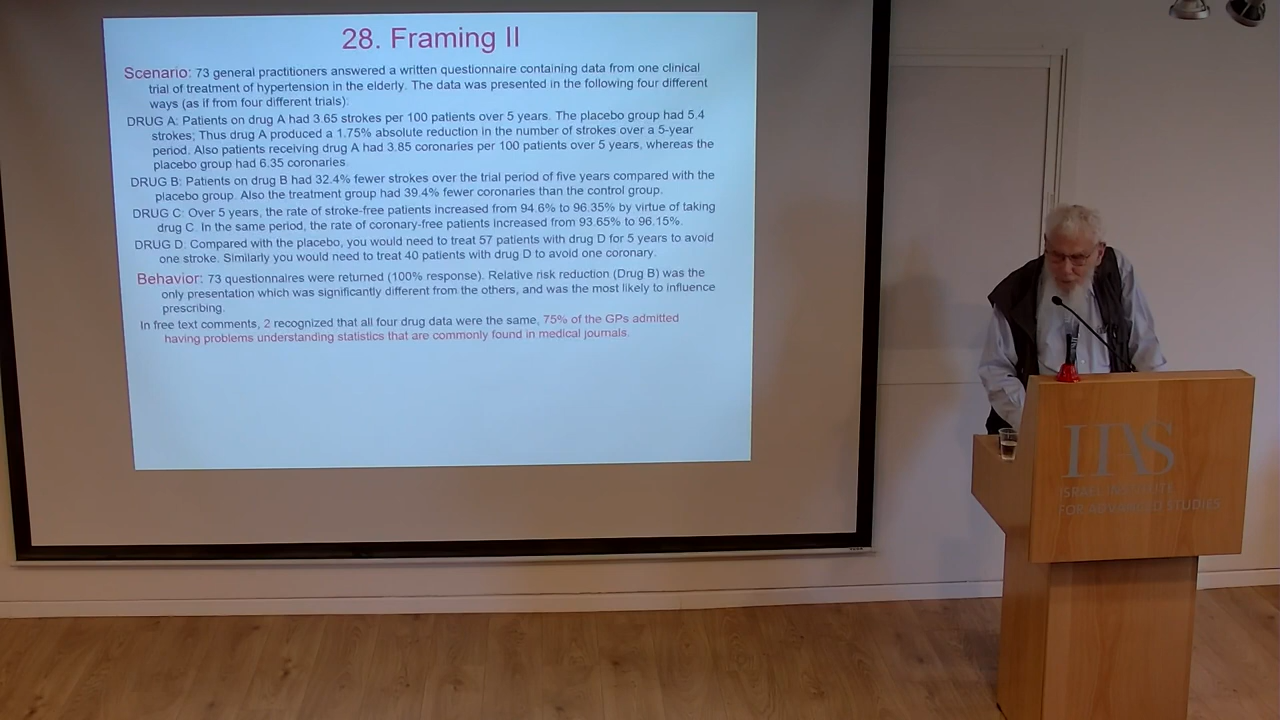 28. Framing II
Scenario: 73 general practitioners answered a written questionnaire containing data from one clinical
trial of treatment of hypertension in the elderly. The data was presented in the following four different
ways (as if from four different trials):
DRUG A: Patients on drug A had 3.65 strokes per 100 patients over 5 years. The placebo group had 5.4
strokes; Thus drug A produced a 1.75% absolute reduction in the number of strokes over a 5-year
period. Also patients receiving drug A had 3.85 coronaries per 100 patients over 5 years, whereas the
placebo group had 6.35 coronaries.
DRUG B: Patients on drug B had 32.4% fewer strokes over the trial period of five years compared with the
placebo group. Also the treatment group had 39.4% fewer coronaries than the control group.
DRUG C: Over 5 years, the rate of stroke-free patients increased from 94.6% to 96.35% by virtue of taking
drug C. In the same period, the rate of coronary-free patients increased from 93.65% to 96.15%.
DRUG D: Compared with the placebo, you would need to treat 57 patients with drug D for 5 years to avoid
one stroke. Similarly you would need to treat 40 patients with drug D to avoid one coronary.
Behavior: 73 questionnaires were returned (100% response). Relative risk reduction (Drug B) was the
only presentation which was significantly different from the others, and was the most likely to influence
prescribing.
In free text comments, 2 recognized that all four drug data were the same, 75% of the GPs admitted
having problems understanding statistics that are commonly found in medical journals.
IIAS
ISRAEL INSTITUTE
FOR ADVANCED STUDIES